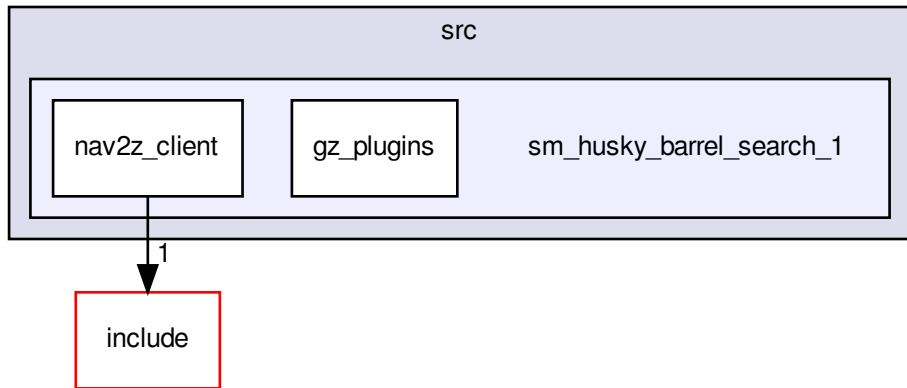 src
nav2z_client
gz_plugins
sm_husky_barrel_search_1
1
include